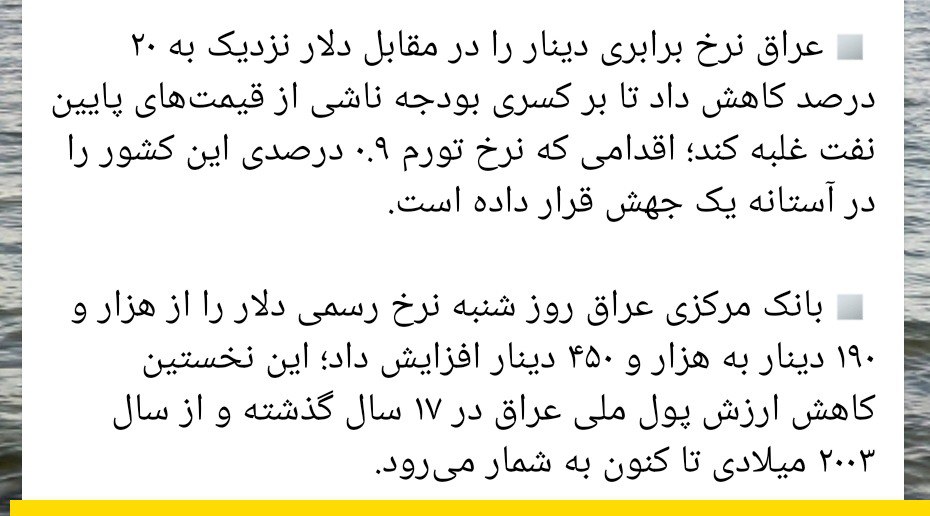 عراق نرخ برابری دینار را در مقابل دلار نزدیک به ۲۰
درصد کاهش داد تا بر کسری بودجه ناشی از قیمت‌های پایین
نفت غلبه کند؛ اقدامی که نرخ تورم ۰.۹ درصدی این کشور را
در آستانه یک جهش قرار داده است.
بانک مرکزی عراق روز شنبه نرخ رسمی دلار را از هزار و
۱۹۰ دینار به هزار و ۴۵۰ دینار افزایش داد؛ این نخستین
کاهش ارزش پول ملی عراق در ۱۷ سال گذشته و از سال
۲۰۰۳ میلادی تا کنون به شمار می‌رود.